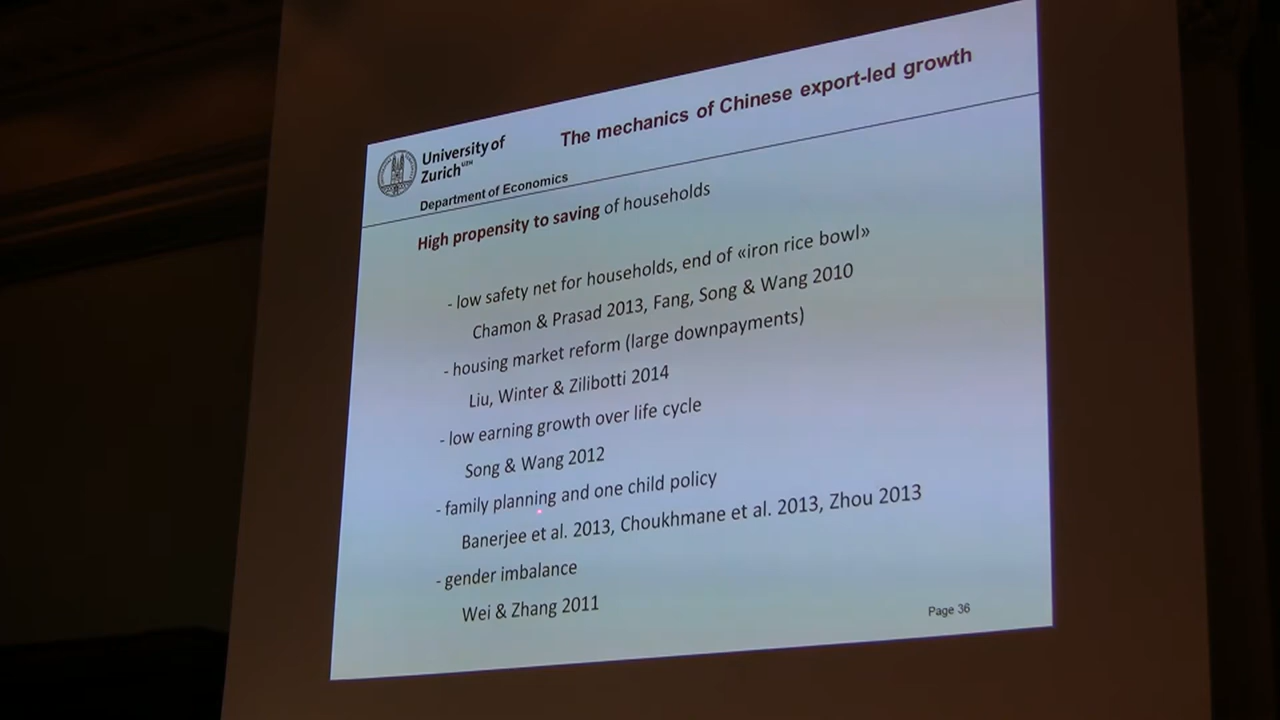 The mechanics of Chinese export-led growth
University of
Zurich UZH
Department of Economics
High propensity to saving of households
- low safety net for households, end of «iron rice bowl»
Chamon & Prasad 2013, Fang, Song & Wang 2010
- housing market reform (large downpayments)
Liu, Winter & Zilibotti 2014
- low earning growth over life cycle
Song & Wang 2012
- family planning and one child policy
Banerjee et al. 2013, Choukhmane et al. 2013, Zhou 2013
- gender imbalance
Wei & Zhang 2011
Page 36